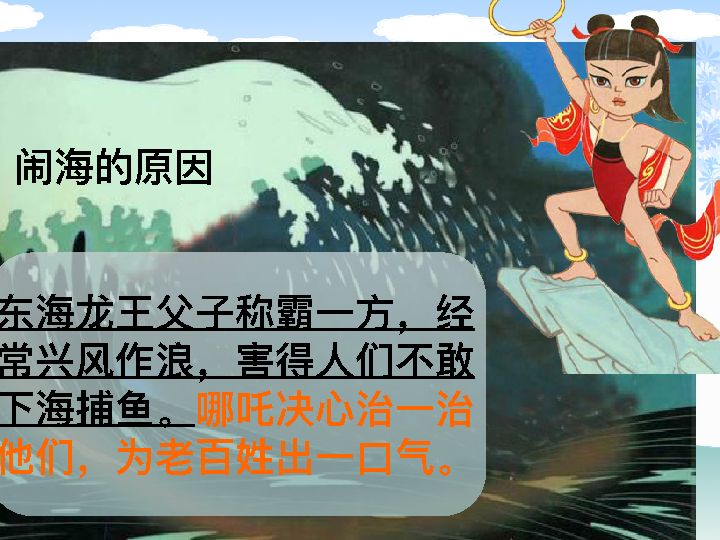 闹海的原因
东海龙王父子称霸一方，经
常兴风作浪，害得人们不敢
下海捕鱼。哪吒决心治一治
他们，为老百姓出一口气。